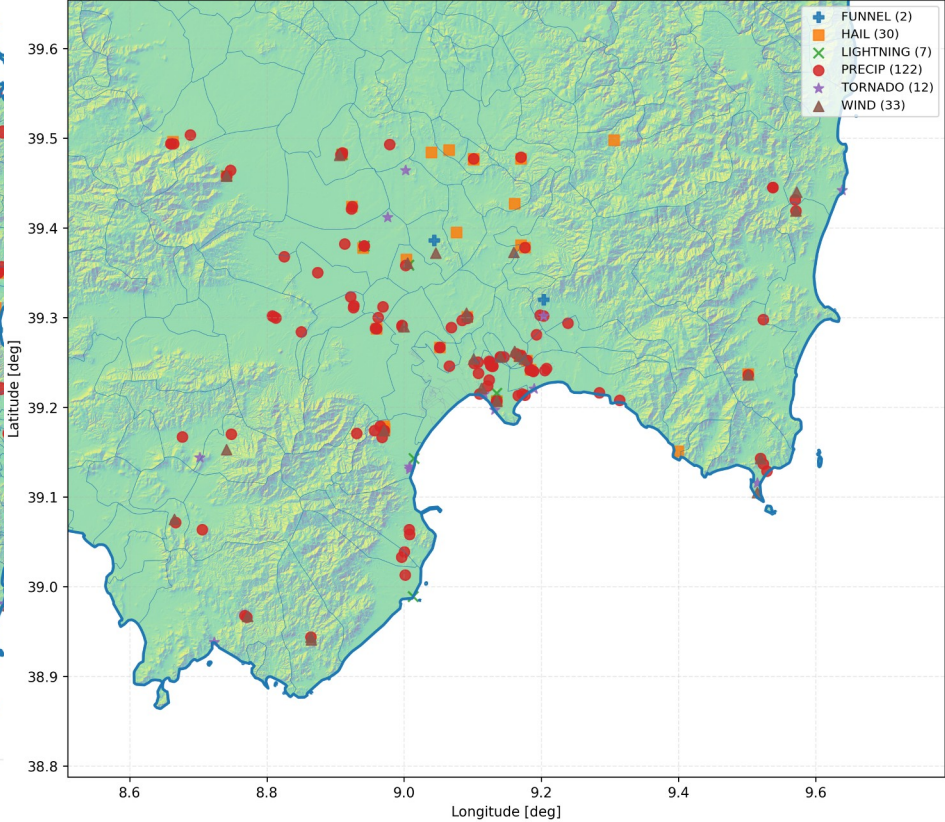 FUNNEL (2)
HAIL (30)
LIGHTNING (7)
PRECIP (122)
TORNADO (12)
WIND (33)
Latitude [deg]
39.6
39.5
39.4
39.3
39.2
39.1
39.0
38.9
38.8
8.6 8.8 9.0 9.2 9.4 9.6
Longitude [deg]